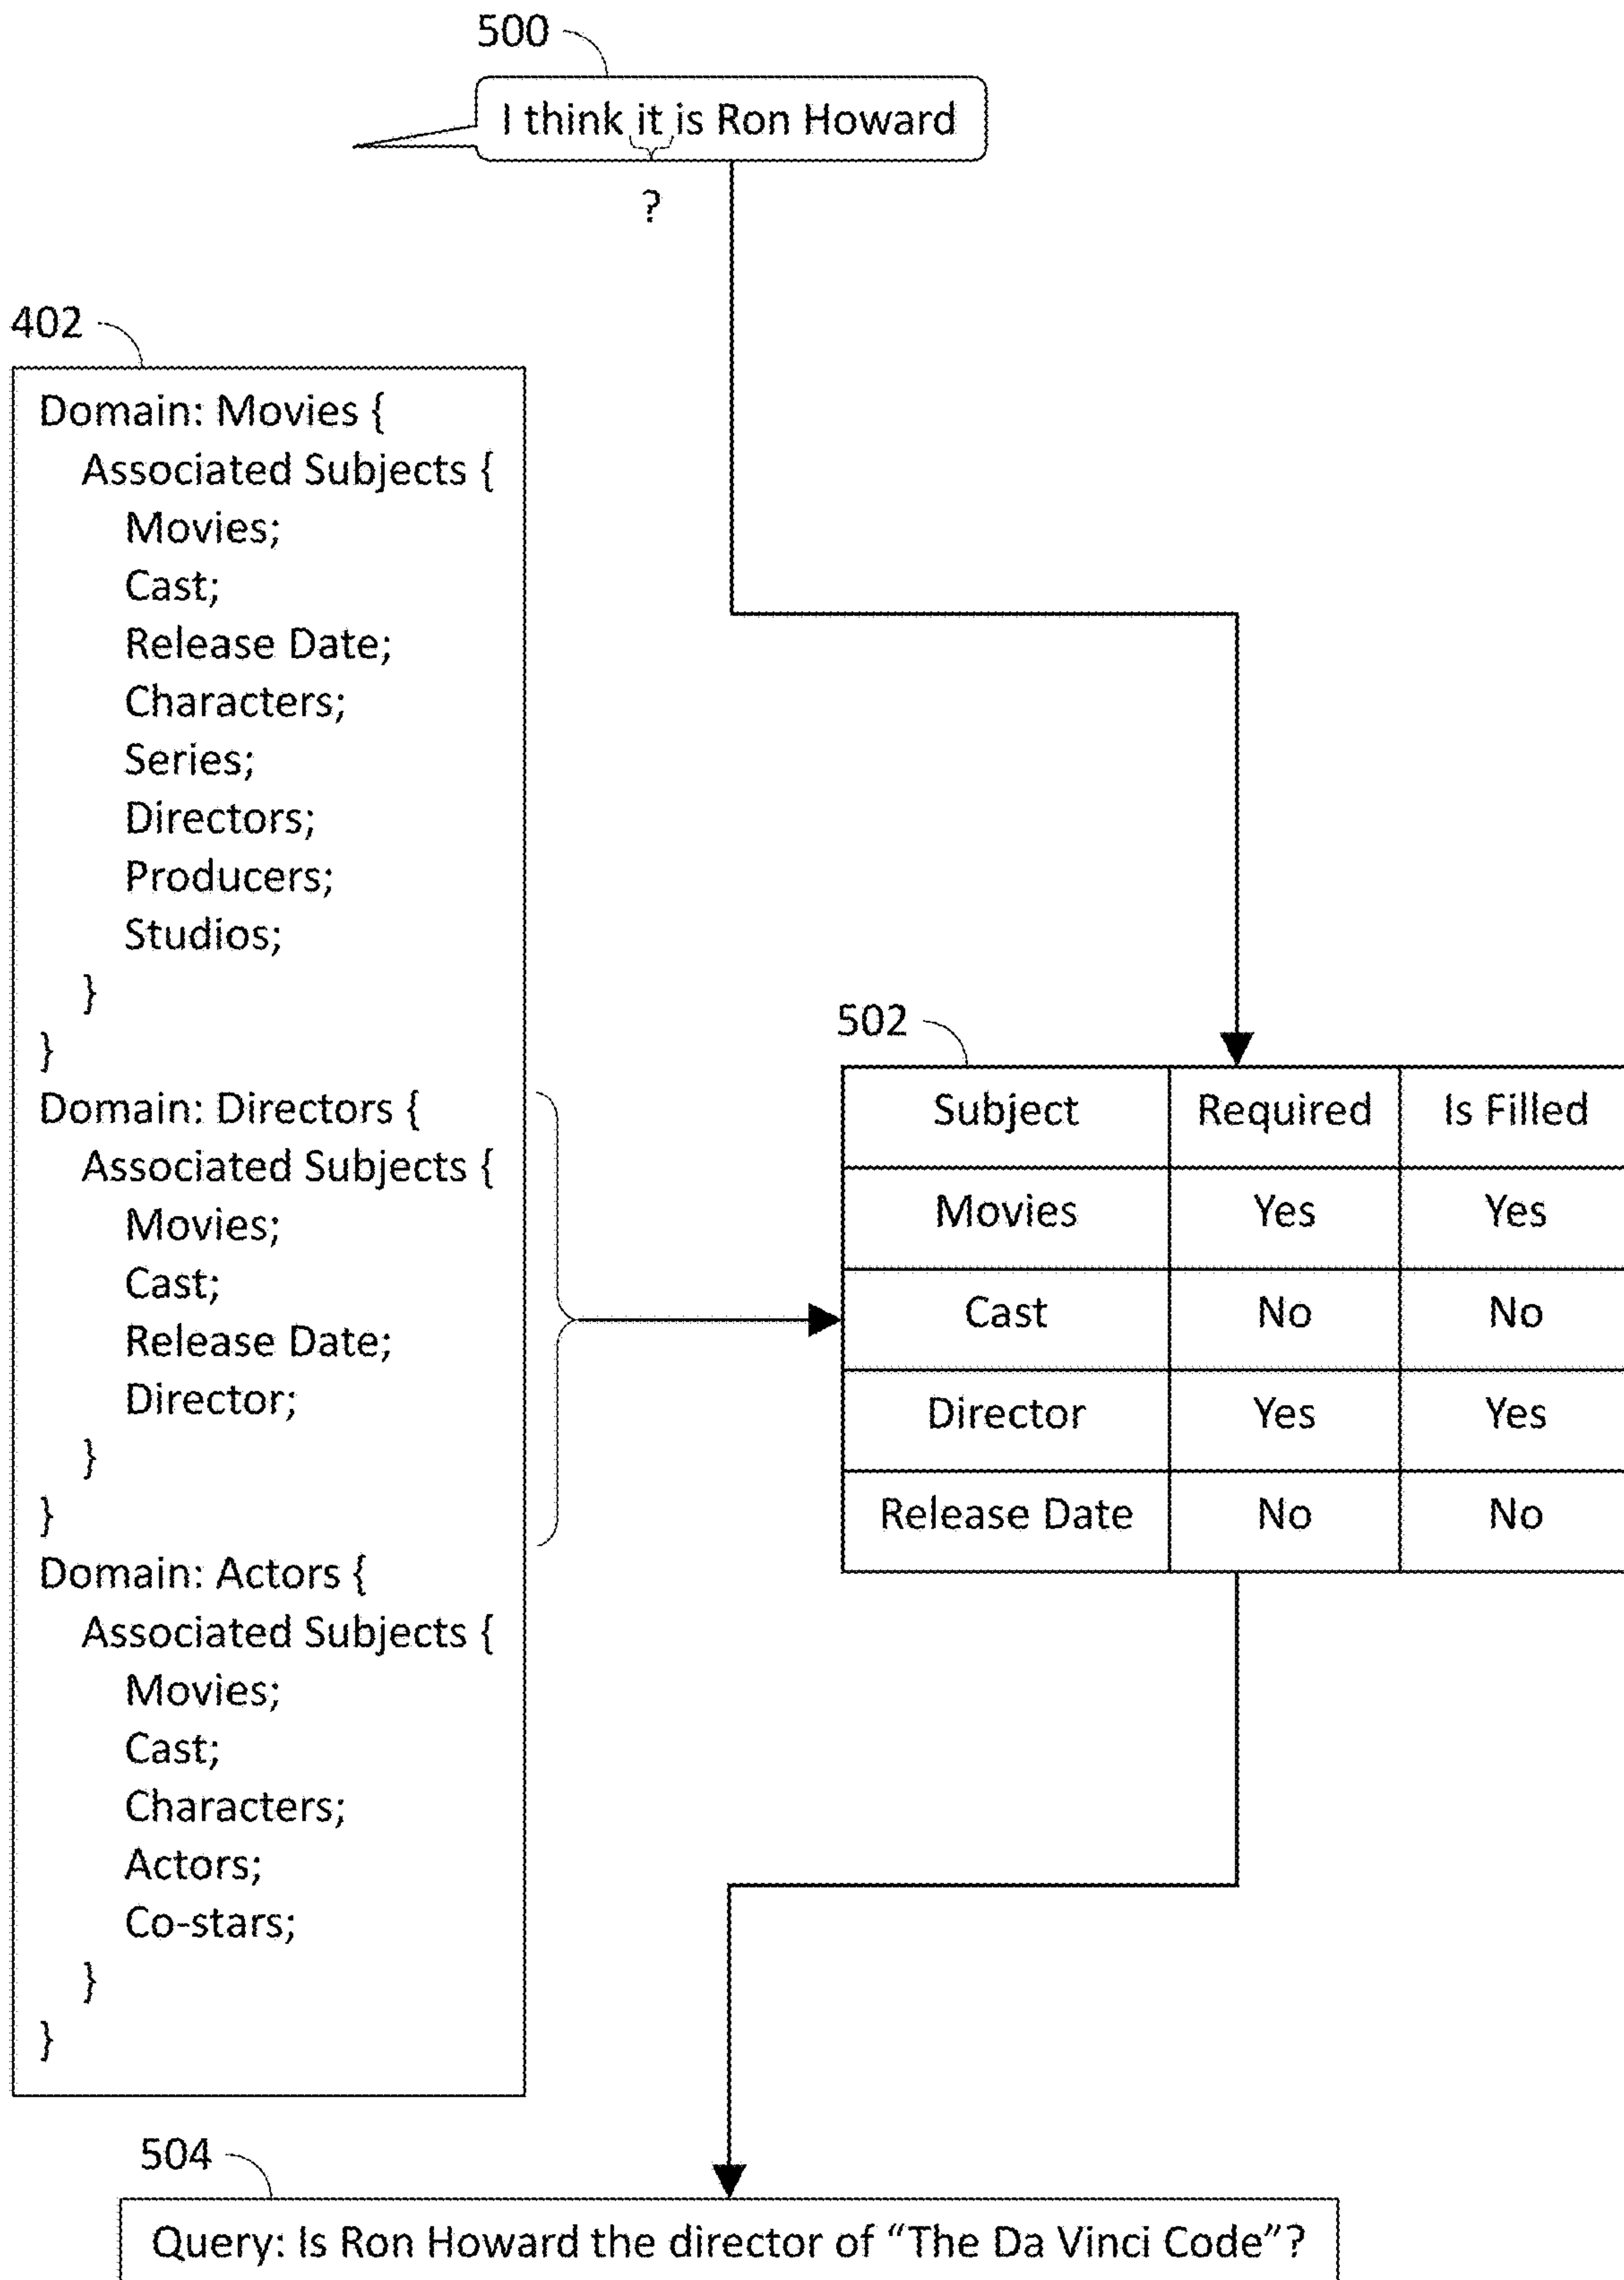 500
I think it is Ron Howard
?
402
Domain: Movies {
Associated Subjects {
Movies;
Cast;
Release Date;
Characters;
Series;
Directors;
Producers;
Studios;
}
}
Domain: Directors {
Associated Subjects {
Movies;
Cast;
Release Date;
Director;
}
}
Domain: Actors {
Associated Subjects {
Movies;
Cast;
Characters;
Actors;
Co-stars;
}
}
502
Subject Required Is Filled
Movies Yes Yes
Cast No No
Director Yes Yes
Release Date No No
504
Query: Is Ron Howard the director of “The Da Vinci Code”?